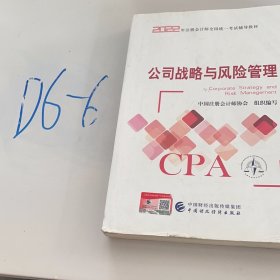 2022年注册会计师全国统一考试辅导教材
公司战略与风险管理
Corporate Strategy and
Risk Management
中国注册会计师协会 组织编写
D6-6
CPA
中国财经出版传媒集团
中国财政经济出版社